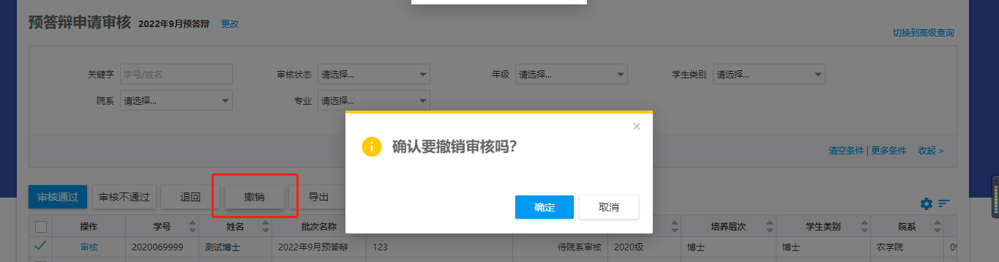 预答辩申请审核 2022年9月预答辩 更改
切换到高级查询
关键字 学号/姓名 审核状态 请选择... 年级 请选择... 学生类别 请选择...
院系 请选择... 专业 请选择...
确认要撤销审核吗？
清空条件 | 更多条件 收起 >
审核通过 审核不通过 退回 撤销 导出
确定 取消
操作 学号 姓名 批次名称 培养层次 学生类别 院系
审核 2020069999 测试博士 2022年9月预答辩 123 待院系审核 2020级 博士 博士 农学院